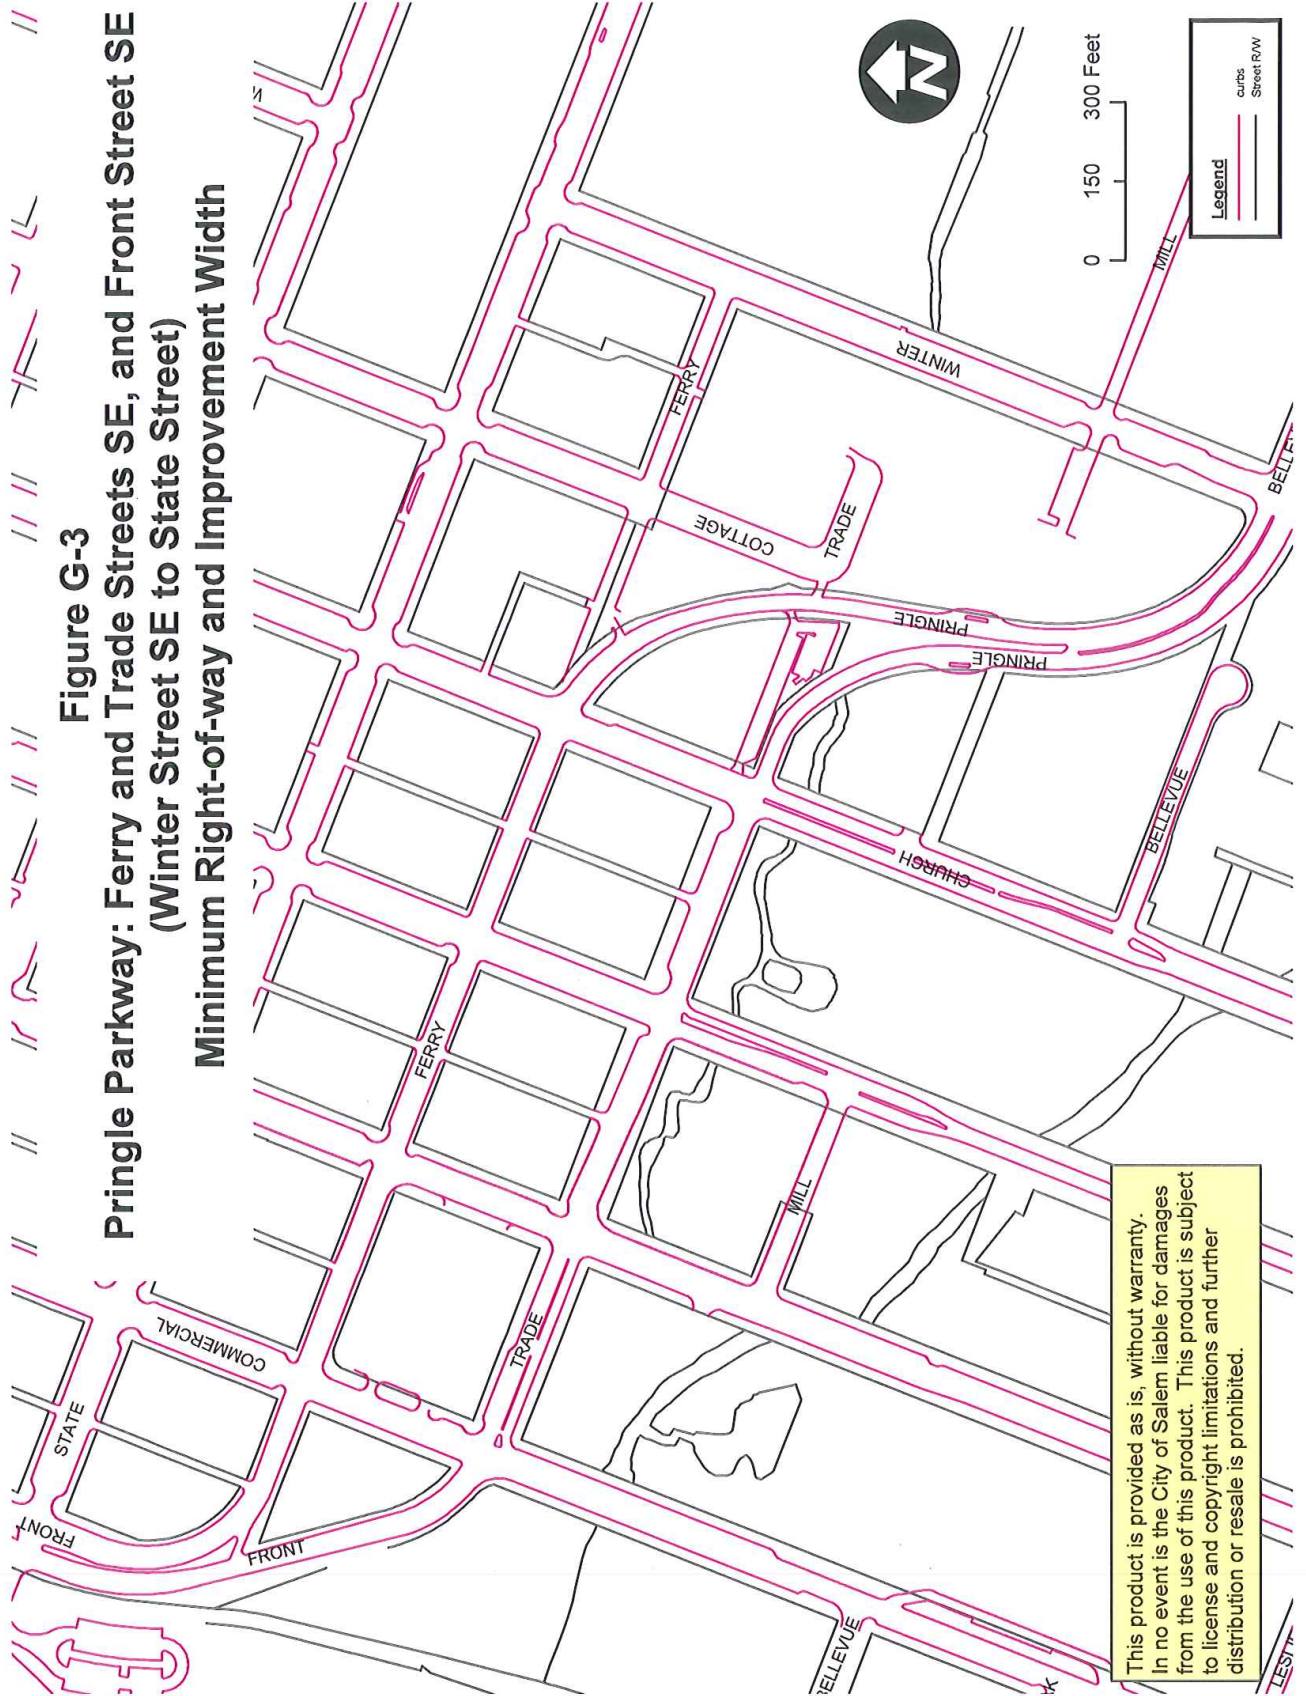 Figure G-3
Pringle Parkway: Ferry and Trade Streets SE, and Front Street SE
(Winter Street SE to State Street)
Minimum Right-of-way and Improvement Width
N
0 150 300 Feet
Legend
curbs
Street R/W
COMMERCIAL
STATE
FRONT
FRONT
FERRY
FERRY
TRADE
TRADE
COTTAGE
WINTER
PRINGLE
PRINGLE
CHURCH
MILL
MILL
BELLEVUE
This product is provided as is, without warranty.
In no event is the City of Salem liable for damages
from the use of this product. This product is subject
to license and copyright limitations and further
distribution or resale is prohibited.